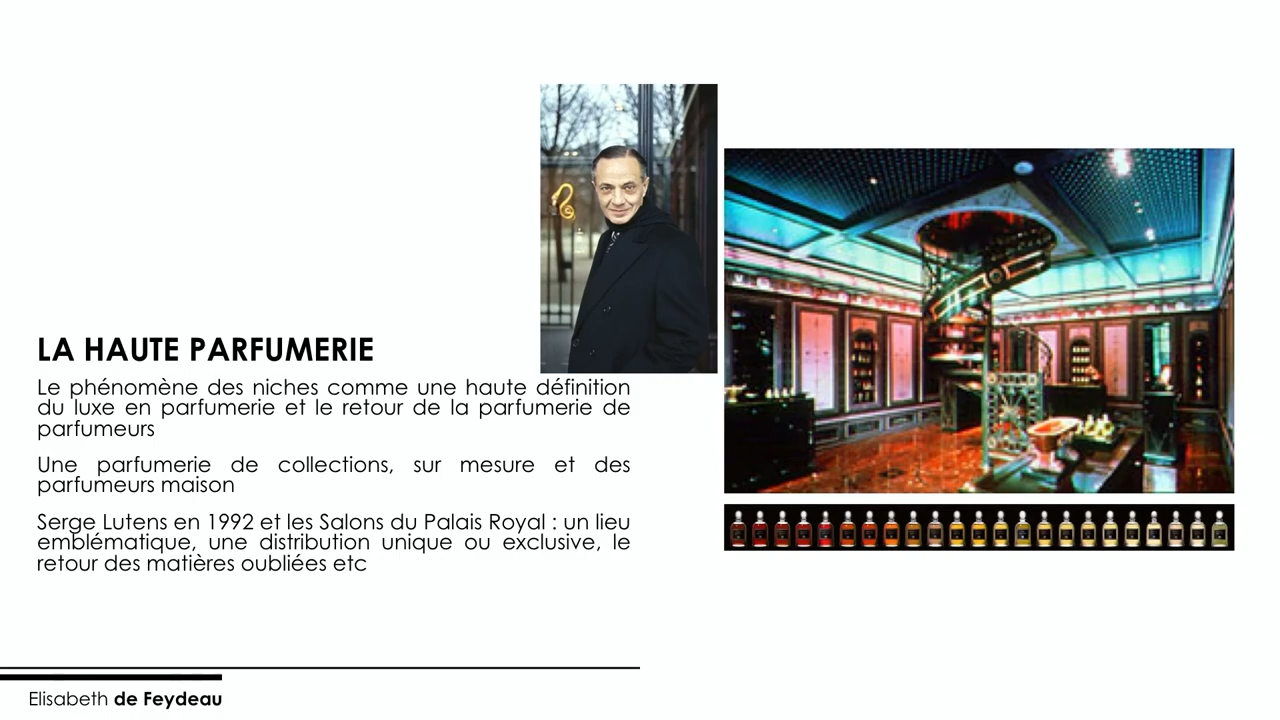 LA HAUTE PARFUMERIE
Le phénomène des niches comme une haute définition
du luxe en parfumerie et le retour de la parfumerie de
parfumeurs
Une parfumerie de collections, sur mesure et des
parfumeurs maison
Serge Lutens en 1992 et les Salons du Palais Royal : un lieu
emblématique, une distribution unique ou exclusive, le
retour des matières oubliées etc
Elisabeth de Feydeau